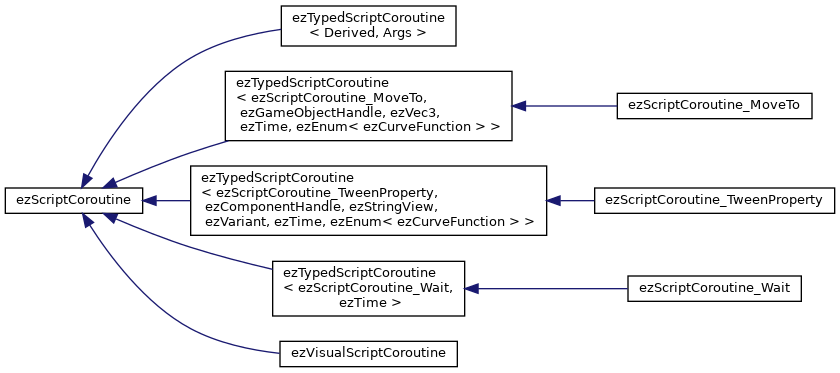 ezTypedScriptCoroutine
< Derived, Args >
ezTypedScriptCoroutine
< ezScriptCoroutine_MoveTo,
ezGameObjectHandle, ezVec3,
ezTime, ezEnum< ezCurveFunction > >
ezScriptCoroutine_MoveTo
ezScriptCoroutine
ezTypedScriptCoroutine
< ezScriptCoroutine_TweenProperty,
ezComponentHandle, ezStringView,
ezVariant, ezTime, ezEnum< ezCurveFunction > >
ezScriptCoroutine_TweenProperty
ezTypedScriptCoroutine
< ezScriptCoroutine_Wait,
ezTime >
ezScriptCoroutine_Wait
ezVisualScriptCoroutine